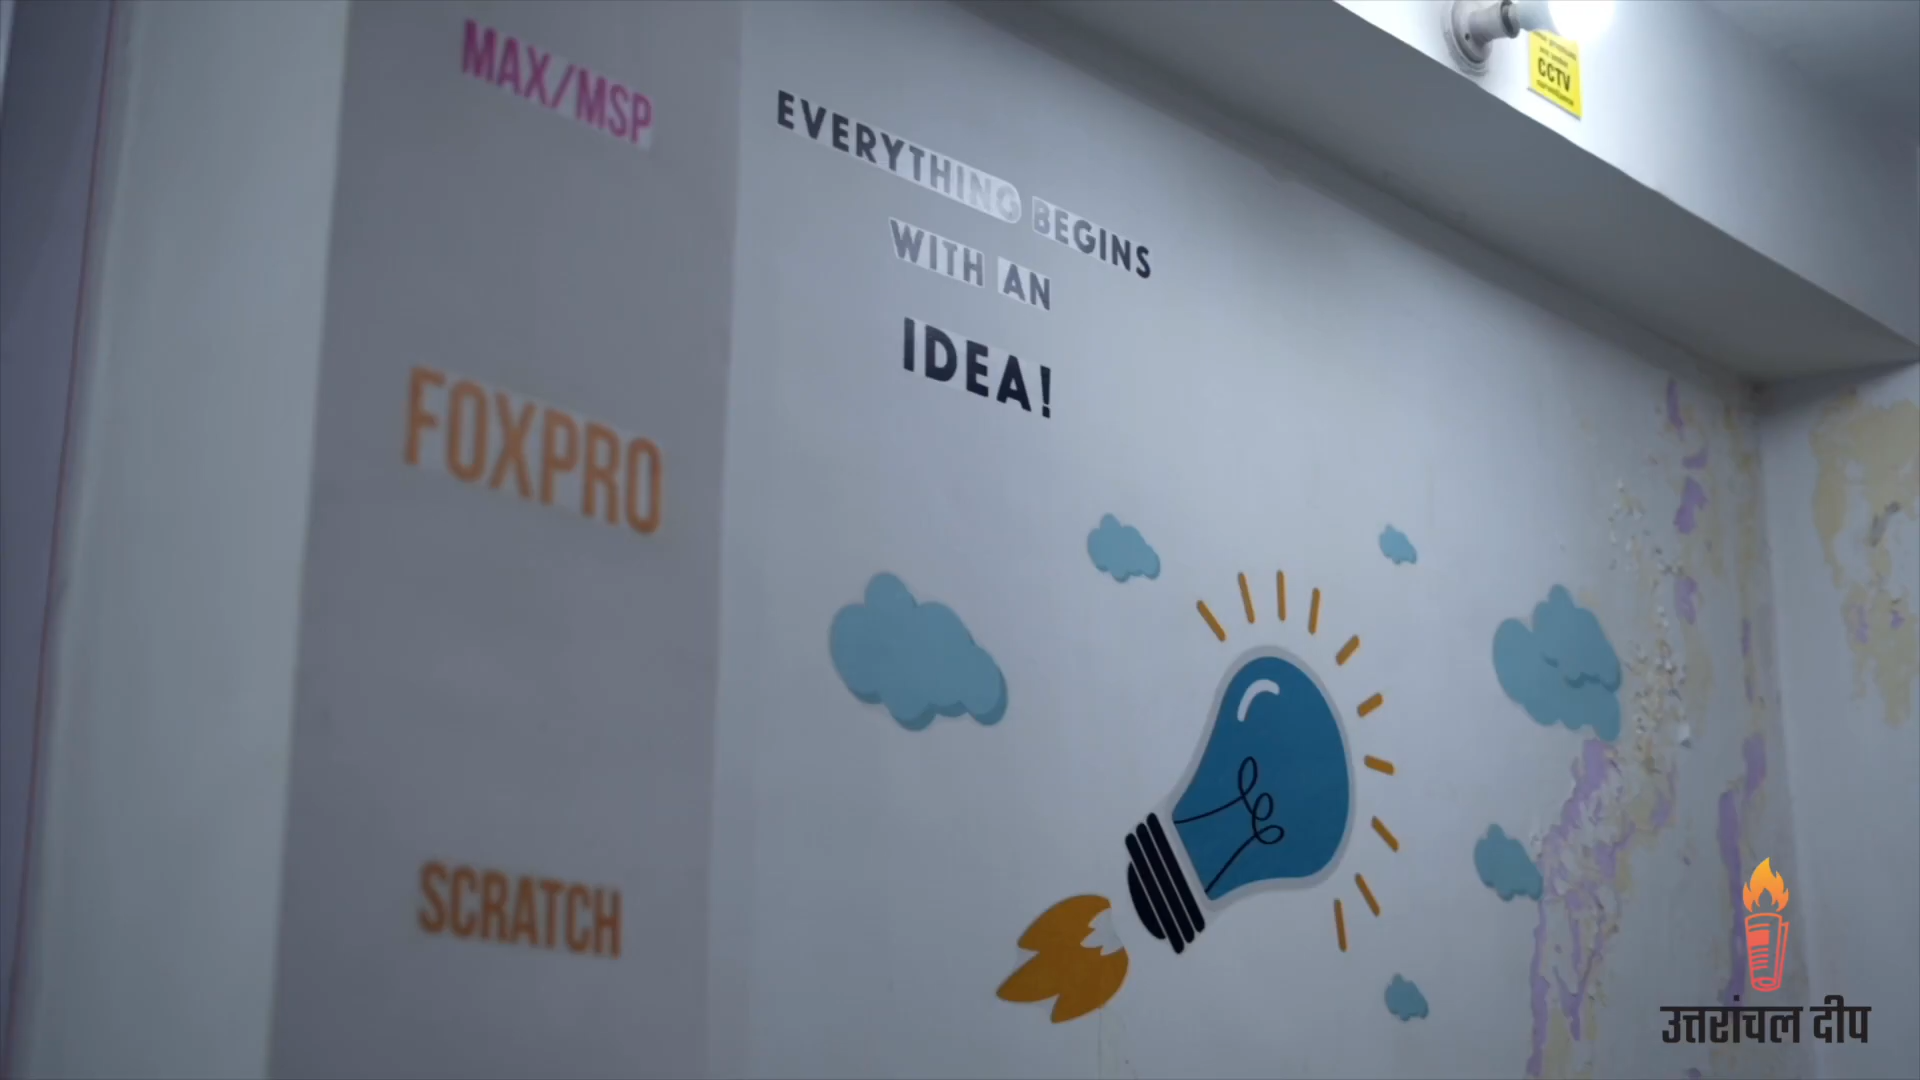 MAX/MSP
FOXPRO
SCRATCH
EVERYTHING BEGINS
WITH AN
IDEA!
CCTV
उत्तरांचल दीप